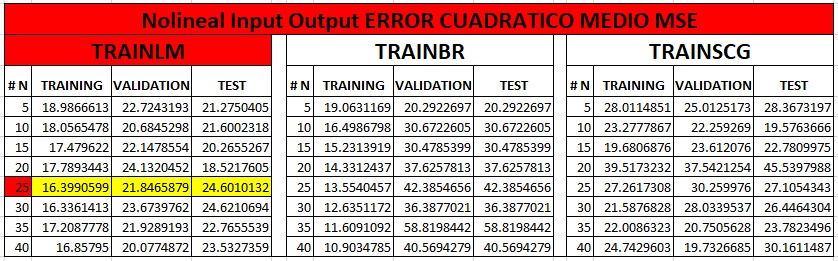 Nolineal Input Output ERROR CUADRATICO MEDIO MSE
TRAINLM TRAINBR TRAINSCG
# N TRAINING VALIDATION TEST # N TRAINING VALIDATION TEST # N TRAINING VALIDATION TEST
5 18.9866613 22.7243193 21.2750405 5 19.0631169 20.2922697 20.2922697 5 28.0114851 25.0125173 28.3673197
10 18.0565478 20.6845298 21.6002318 10 16.4986798 30.6722605 30.6722605 10 23.2777867 22.259269 19.5763666
15 17.479622 22.1478554 20.2655267 15 15.2313919 30.4785399 30.4785399 15 19.6806876 23.612076 22.7809975
20 17.7893443 24.1320452 18.5217605 20 14.3312437 37.6257813 37.6257813 20 39.5173232 37.5421254 45.5397988
25 16.3990599 21.8465879 24.6010132 25 13.5540457 42.3854656 42.3854656 25 27.2617308 30.259976 27.1054343
30 16.3361413 23.6739762 24.6210694 30 12.6351172 36.3877021 36.3877021 30 21.5876828 28.0339537 26.4464304
35 17.2087778 21.9289193 22.7655539 35 11.6091092 58.8198442 58.8198442 35 22.0086323 20.7505628 23.7823496
40 16.85795 20.0774872 23.5327359 40 10.9034785 40.5694279 40.5694279 40 24.7429603 19.7326685 30.1611487